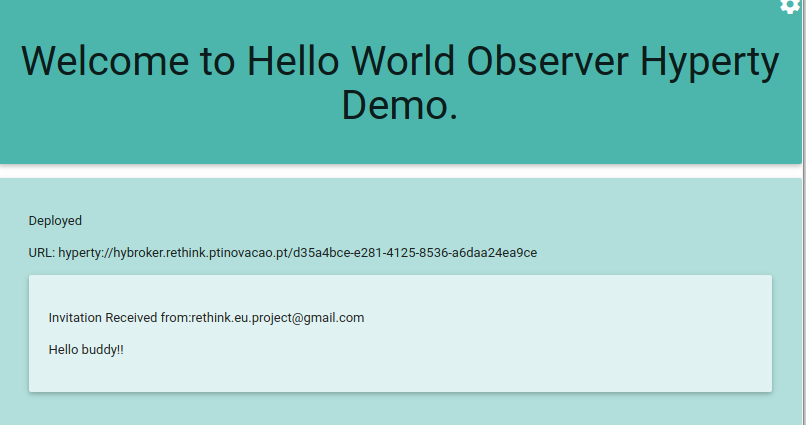 Welcome to Hello World Observer Hyperty
Demo.
Deployed
URL: hyperty://hybroker.rethink.ptinovacao.pt/d35a4bce-e281-4125-8536-a6daa24ea9ce
Invitation Received from:rethink.eu.project@gmail.com
Hello buddy!!